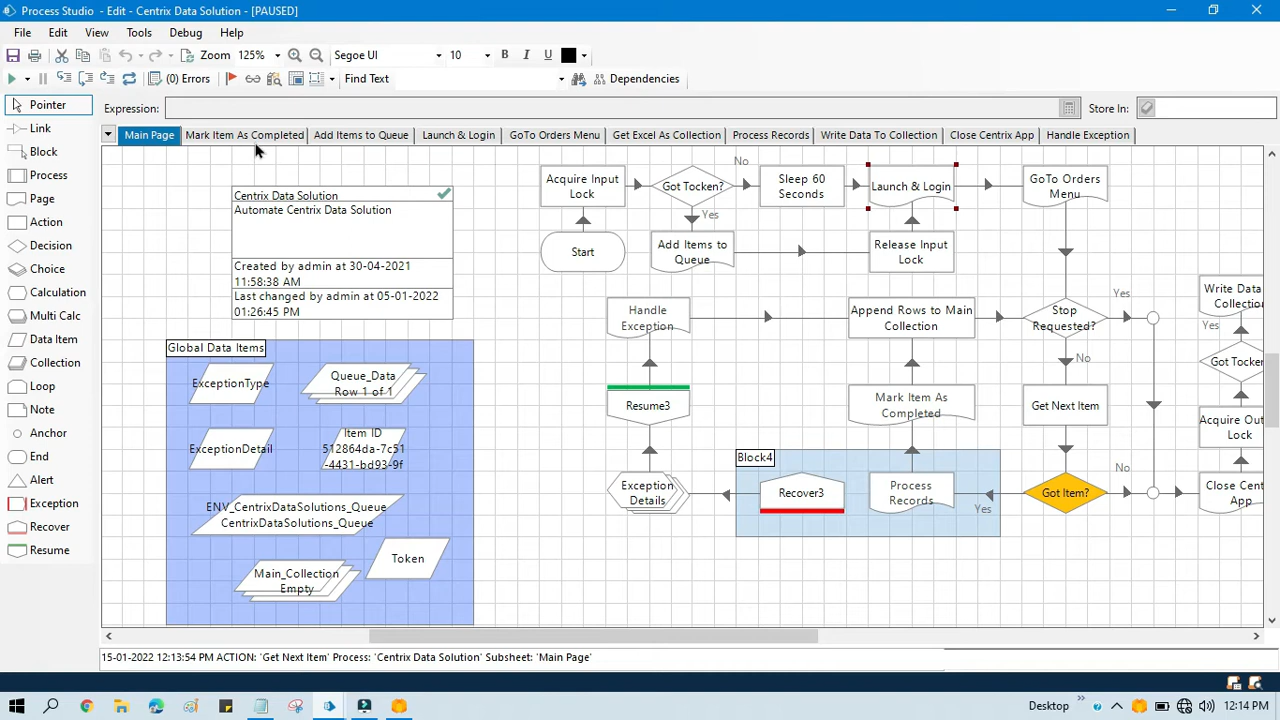 Process Studio - Edit - Centrix Data Solution - [PAUSED]
File Edit View Tools Debug Help
Zoom 125% Segoe UI 10 B I U
(0) Errors Find Text Dependencies
Expression: Store In:
Pointer
Link
Block
Process
Page
Action
Decision
Choice
Calculation
Multi Calc
Data Item
Collection
Loop
Note
Anchor
End
Alert
Exception
Recover
Resume
Main Page Mark Item As Completed Add Items to Queue Launch & Login GoTo Orders Menu Get Excel As Collection Process Records Write Data To Collection Close Centrix App Handle Exception
Centrix Data Solution
Automate Centrix Data Solution
Created by admin at 30-04-2021
11:58:38 AM
Last changed by admin at 05-01-2022
01:26:45 PM
Global Data Items
ExceptionType
Queue_Data
Row 1 of 1
ExceptionDetail
Item ID
512864da-7c51
-4431-bd93-9f
ENV_CentrixDataSolutions_Queue
CentrixDataSolutions_Queue
Token
Main_Collection
Empty
Acquire Input
Lock
Got Tocken?
No
Yes
Sleep 60
Seconds
Launch & Login
GoTo Orders
Menu
Start
Add Items to
Queue
Release Input
Lock
Handle
Exception
Append Rows to Main
Collection
Stop
Requested?
Yes
No
Write Data
Collection
Yes
Got Tocken
Resume3
Mark Item As
Completed
Get Next Item
Acquire Out
Lock
Block4
Exception
Details
Recover3
Process
Records
Yes
Got Item?
No
Close Cent
App
15-01-2022 12:13:54 PM ACTION: 'Get Next Item' Process: 'Centrix Data Solution' Subsheet: 'Main Page'
Desktop
12:14 PM